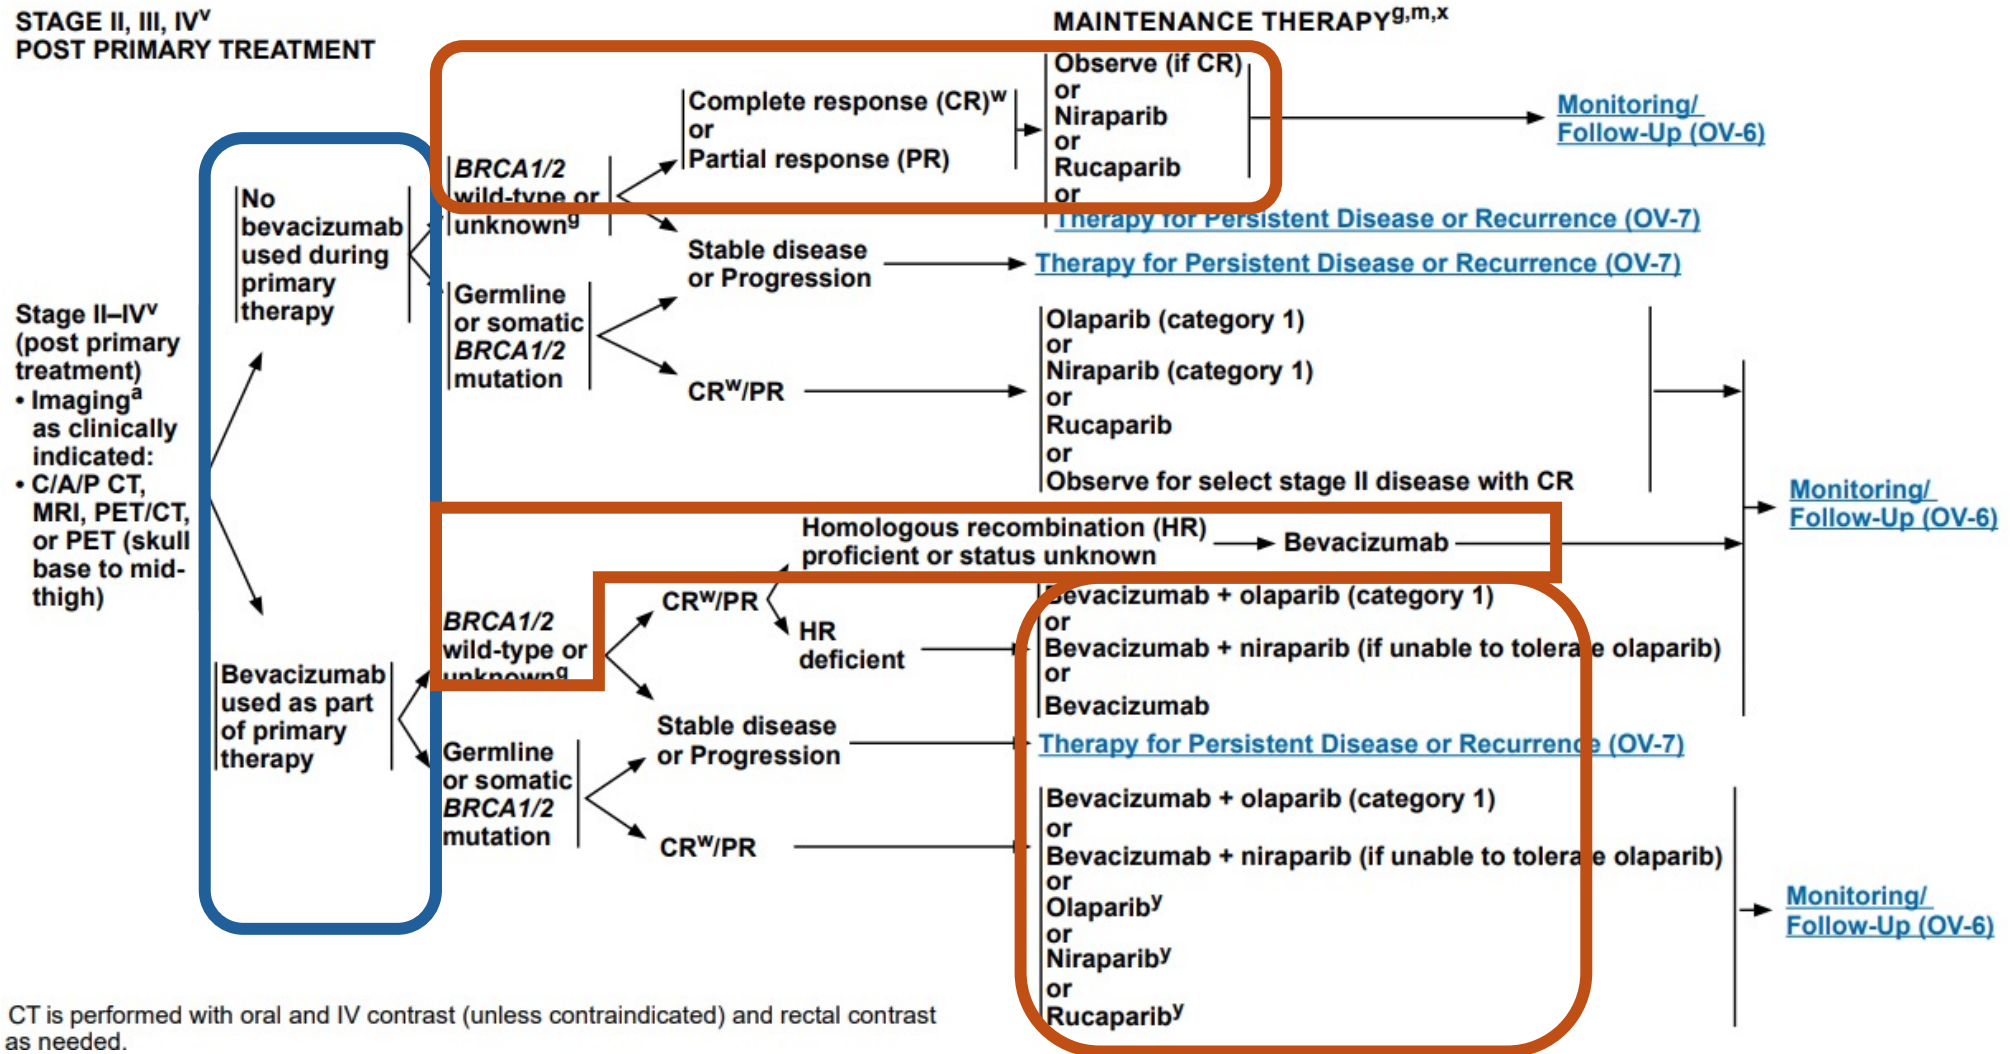 STAGE II, III, IVv
POST PRIMARY TREATMENT
MAINTENANCE THERAPYg,m,x
Stage II–IVv
(post primary
treatment)
• Imaginga
as clinically
indicated:
• C/A/P CT,
MRI, PET/CT,
or PET (skull
base to mid-
thigh)
No
bevacizumab
used during
primary
therapy
BRCA1/2
wild-type or
unknowng
Complete response (CR)w
or
Partial response (PR)
Observe (if CR)
or
Niraparib
or
Rucaparib
or
Therapy for Persistent Disease or Recurrence (OV-7)
Monitoring/
Follow-Up (OV-6)
Stable disease
or Progression
Therapy for Persistent Disease or Recurrence (OV-7)
Germline
or somatic
BRCA1/2
mutation
CRw/PR
Olaparib (category 1)
or
Niraparib (category 1)
or
Rucaparib
or
Observe for select stage II disease with CR
Monitoring/
Follow-Up (OV-6)
Bevacizumab
used as part
of primary
therapy
BRCA1/2
wild-type or
unknowng
CRw/PR
Homologous recombination (HR)
proficient or status unknown
Bevacizumab
HR
deficient
Bevacizumab + olaparib (category 1)
or
Bevacizumab + niraparib (if unable to tolerate olaparib)
or
Bevacizumab
Stable disease
or Progression
Therapy for Persistent Disease or Recurrence (OV-7)
Germline
or somatic
BRCA1/2
mutation
CRw/PR
Bevacizumab + olaparib (category 1)
or
Bevacizumab + niraparib (if unable to tolerate olaparib)
or
Olapariby
or
Nirapariby
or
Rucapariby
Monitoring/
Follow-Up (OV-6)
CT is performed with oral and IV contrast (unless contraindicated) and rectal contrast
as needed.